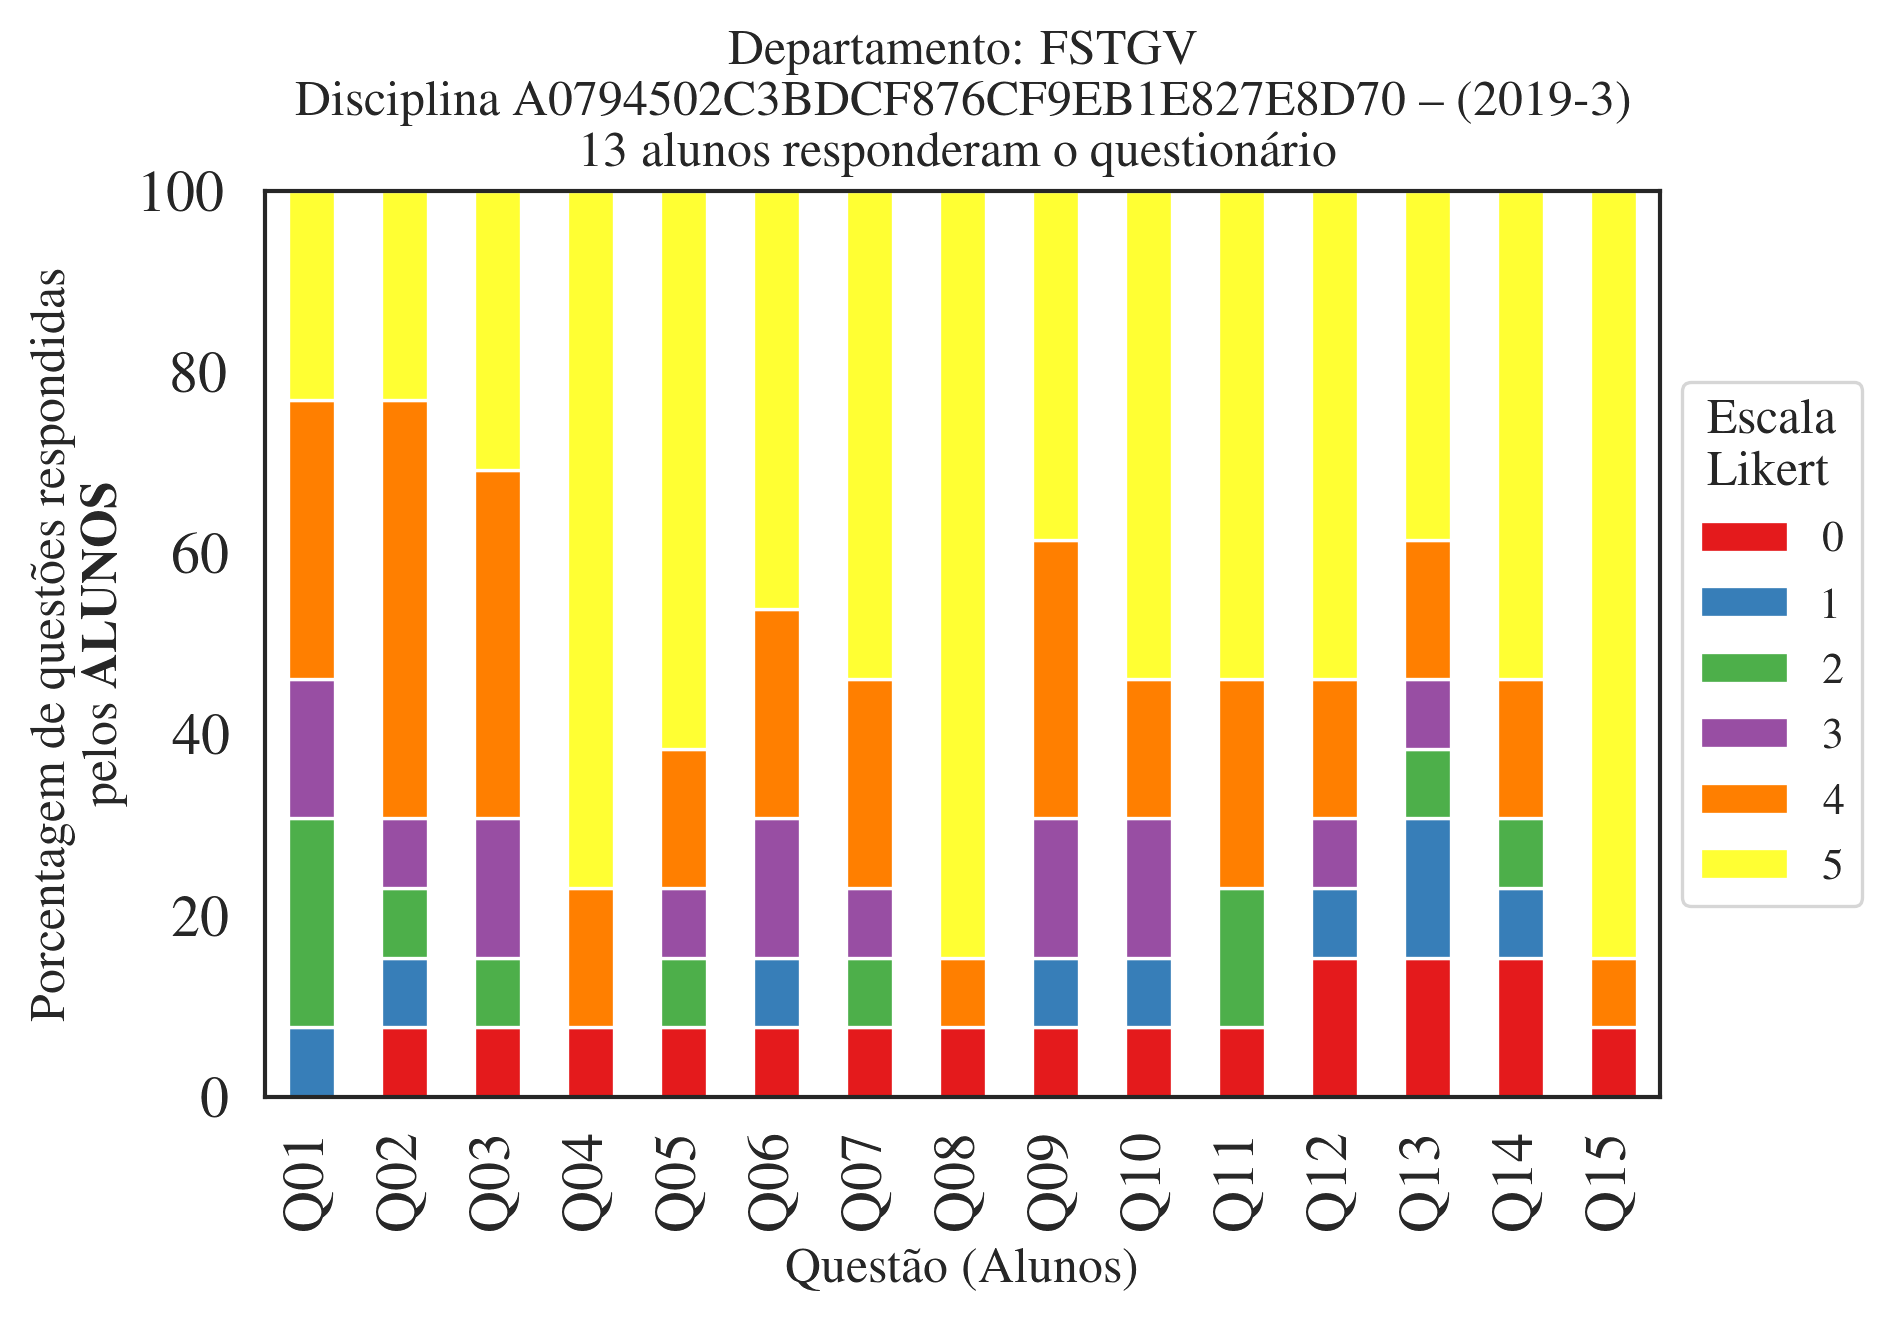 Departamento: FSTGV
Disciplina A0794502C3BDCF876CF9EB1E827E8D70 – (2019-3)
13 alunos responderam o questionário
Porcentagem de questões respondidas
pelos ALUNOS
100
80
60
40
20
0
Q01
Q02
Q03
Q04
Q05
Q06
Q07
Q08
Q09
Q10
Q11
Q12
Q13
Q14
Q15
Questão (Alunos)
Escala
Likert
0
1
2
3
4
5